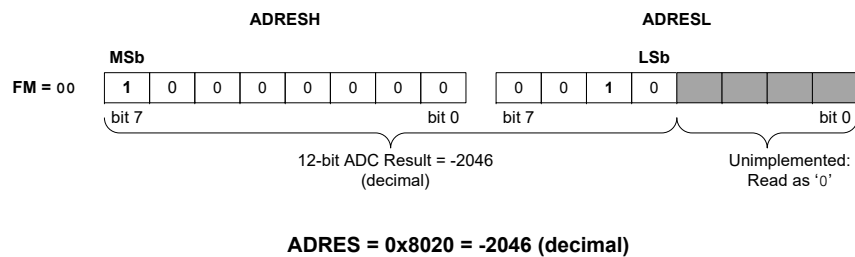 ADRESH ADRESL
MSb LSb
FM = 00 1 0 0 0 0 0 0 0 0 0 1 0
bit 7 bit 0 bit 7 bit 0
12-bit ADC Result = -2046 Unimplemented:
(decimal) Read as ‘0’
ADRES = 0x8020 = -2046 (decimal)